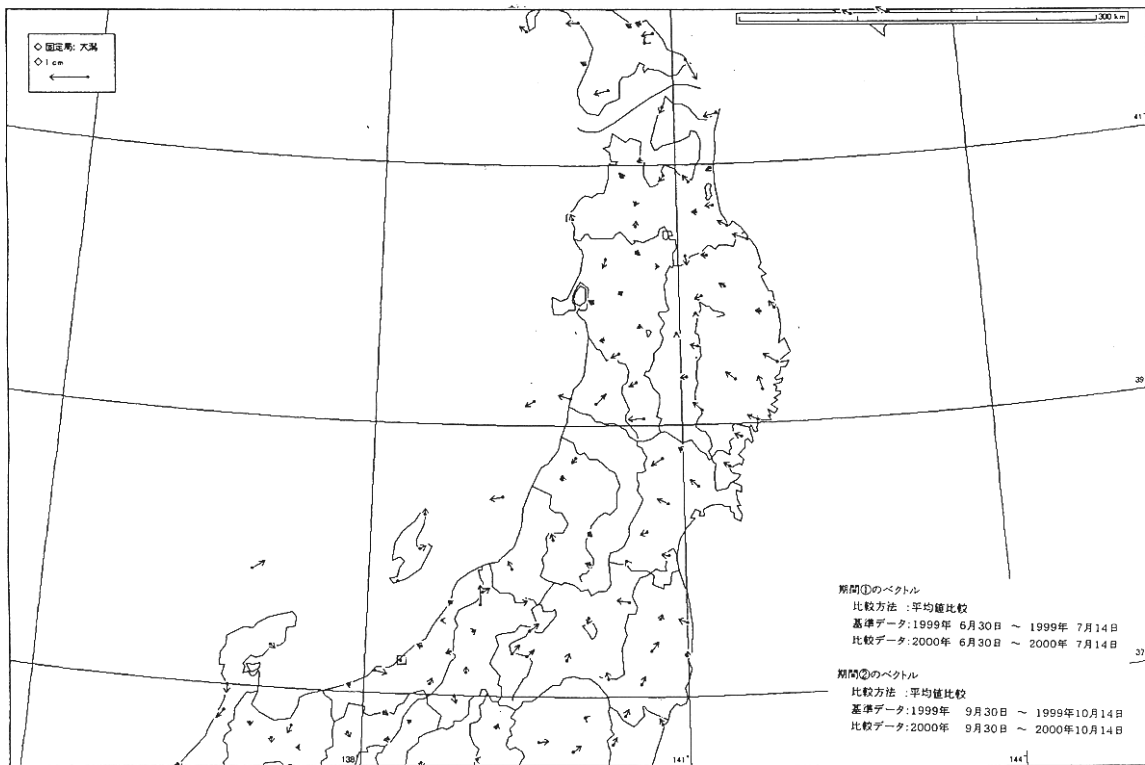 ◇ 固定局: 大潟
◇ 1 cm
300 km
41
39
37
期間①のベクトル
比較方法 :平均値比較
基準データ:1999年 6月30日 ～ 1999年 7月14日
比較データ:2000年 6月30日 ～ 2000年 7月14日
期間②のベクトル
比較方法 :平均値比較
基準データ:1999年 9月30日 ～ 1999年10月14日
比較データ:2000年 9月30日 ～ 2000年10月14日
138
141
144